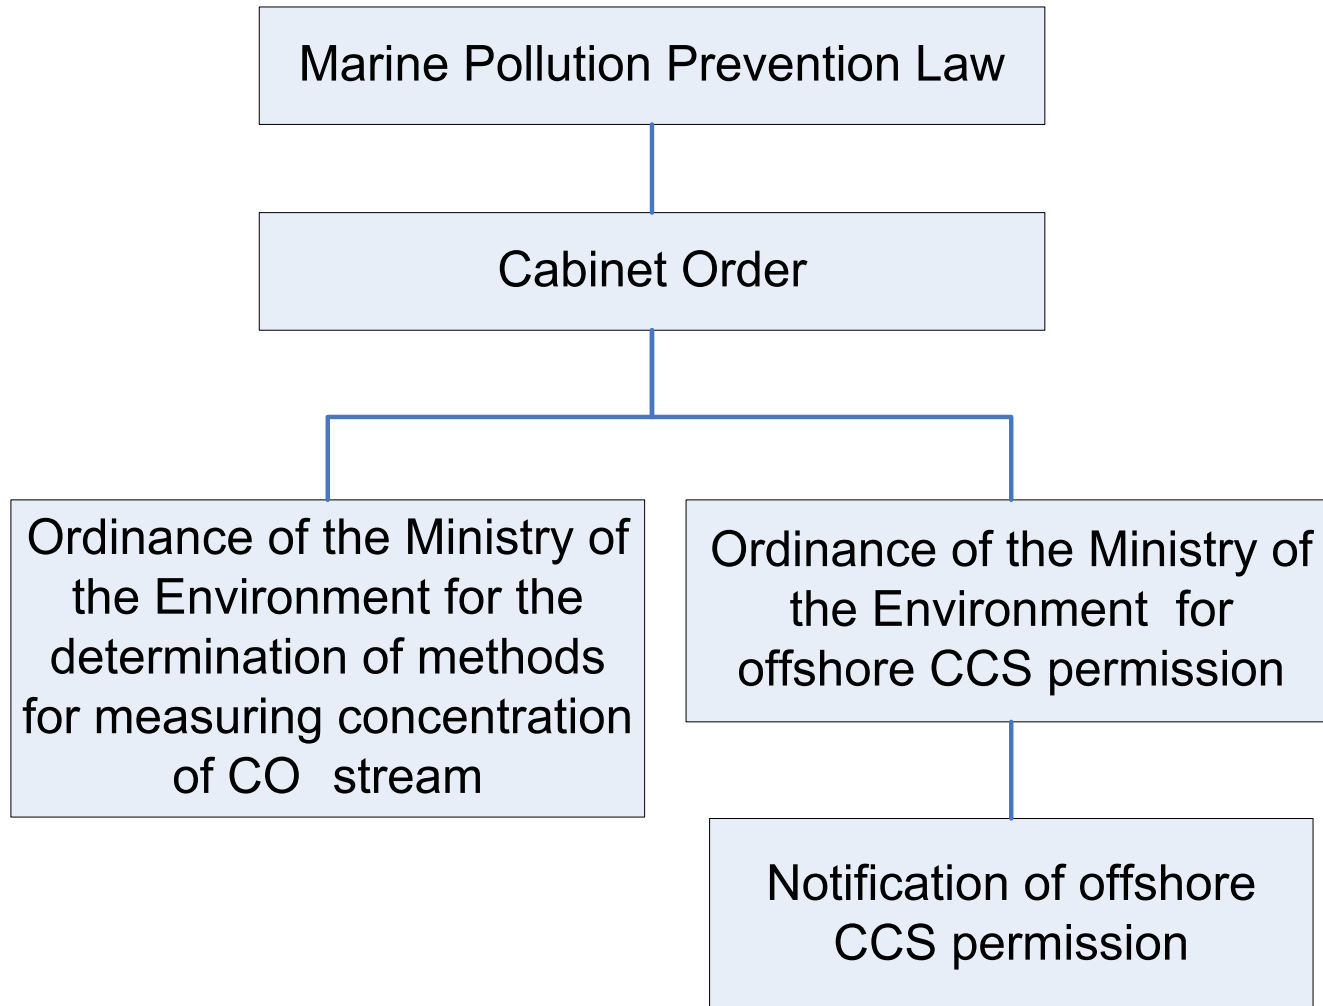 Marine Pollution Prevention Law
Cabinet Order
Ordinance of the Ministry of
the Environment for the
determination of methods
for measuring concentration
of CO stream
Ordinance of the Ministry of
the Environment for
offshore CCS permission
Notification of offshore
CCS permission